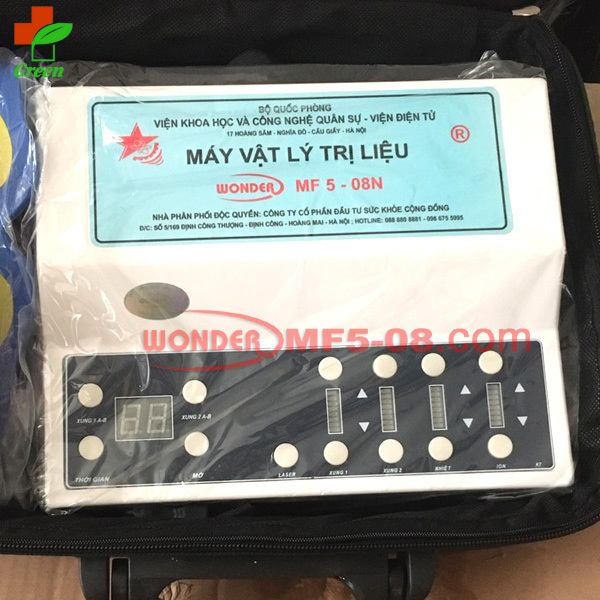 Green
BỘ QUỐC PHÒNG
VIỆN KHOA HỌC VÀ CÔNG NGHỆ QUÂN SỰ - VIỆN ĐIỆN TỬ
17 HOÀNG SÂM - NGHĨA ĐÔ - CẦU GIẤY - HÀ NỘI
®
MÁY VẬT LÝ TRỊ LIỆU
WONDER MF 5 - 08N
NHÀ PHÂN PHỐI ĐỘC QUYỀN: CÔNG TY CỔ PHẦN ĐẦU TƯ SỨC KHỎE CỘNG ĐỒNG
Đ/C: SỐ 5/169 ĐỊNH CÔNG THƯỢNG - ĐỊNH CÔNG - HOÀNG MAI - HÀ NỘI ; HOTLINE: 088 880 8881 - 096 675 5995
WONDER MF5-08.com
XUNG 1 A-B
XUNG 2 A-B
THỜI GIAN
MỞ
LASER
XUNG 1
XUNG 2
NHIỆT
ION
KT